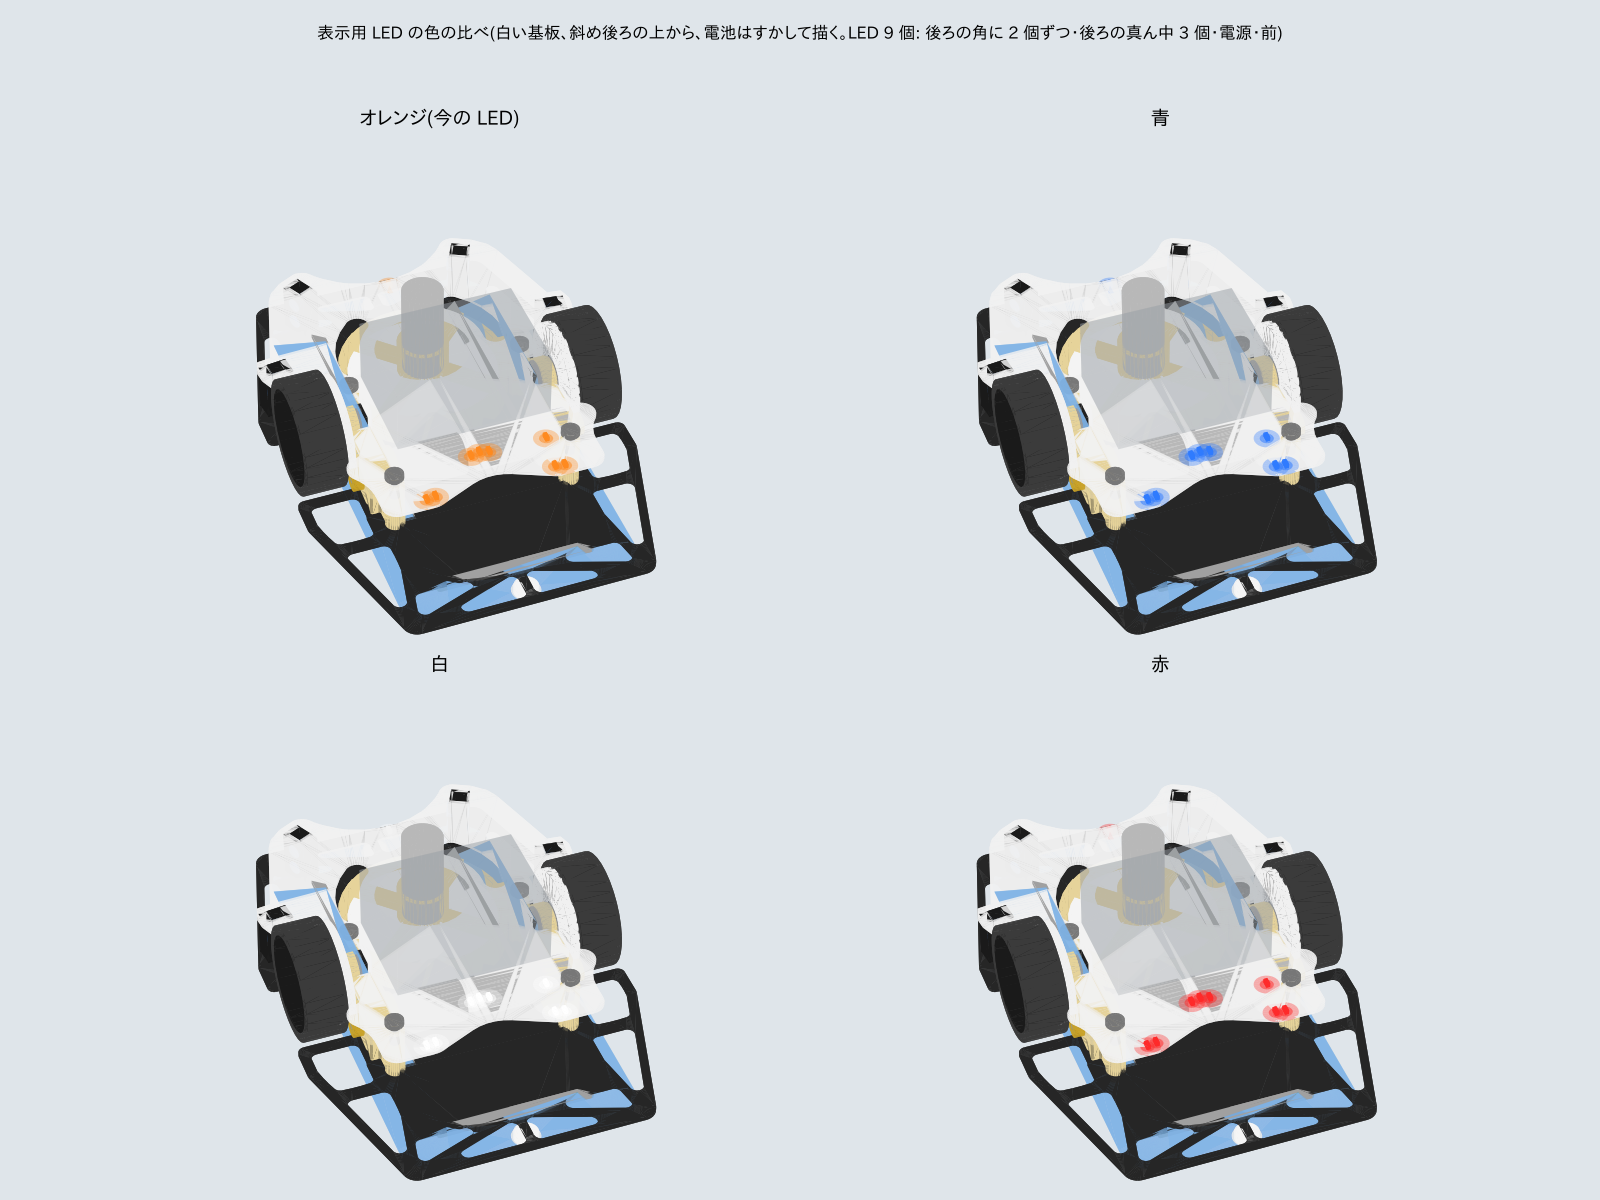 表示用 LED の色の比べ(白い基板、斜め後ろの上から、電池はすかして描く。LED 9 個: 後ろの角に 2 個ずつ・後ろの真ん中 3 個・電源・前)
オレンジ(今の LED)
青
白
赤